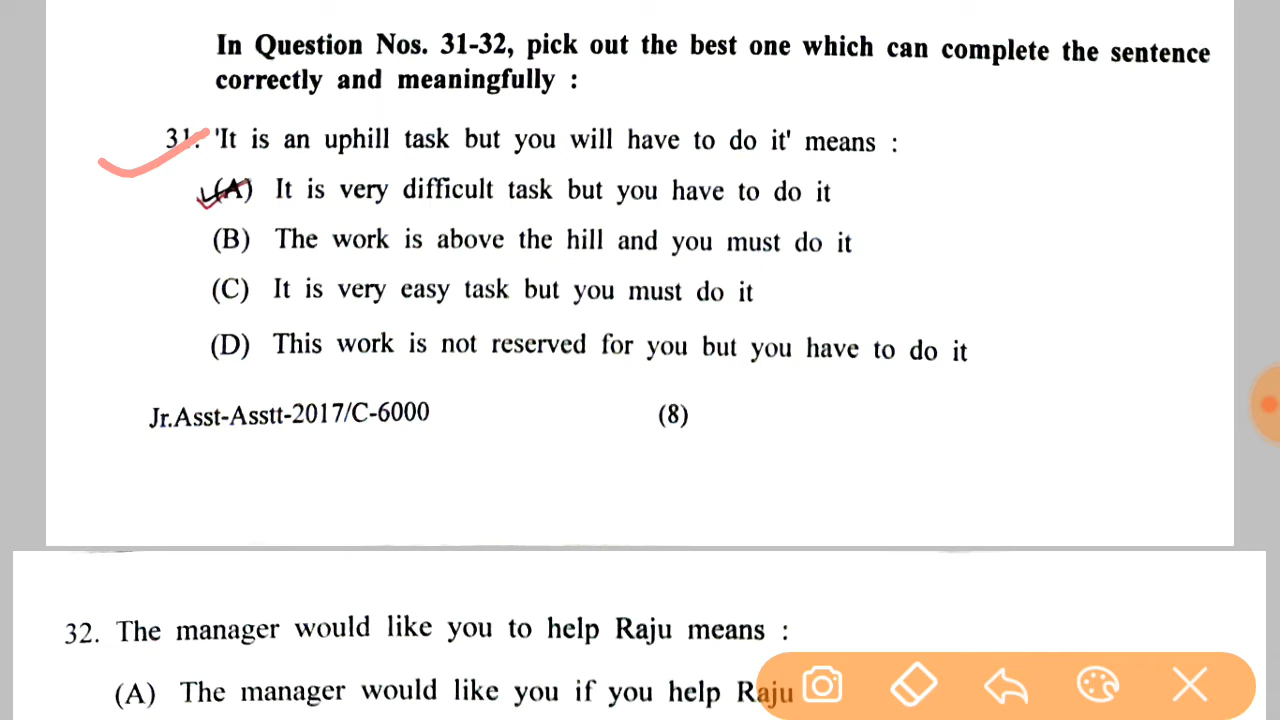 In Question Nos. 31-32, pick out the best one which can complete the sentence
correctly and meaningfully :
31. 'It is an uphill task but you will have to do it' means :
(A) It is very difficult task but you have to do it
(B) The work is above the hill and you must do it
(C) It is very easy task but you must do it
(D) This work is not reserved for you but you have to do it
Jr.Asst-Asstt-2017/C-6000 (8)
32. The manager would like you to help Raju means :
(A) The manager would like you if you help Raju